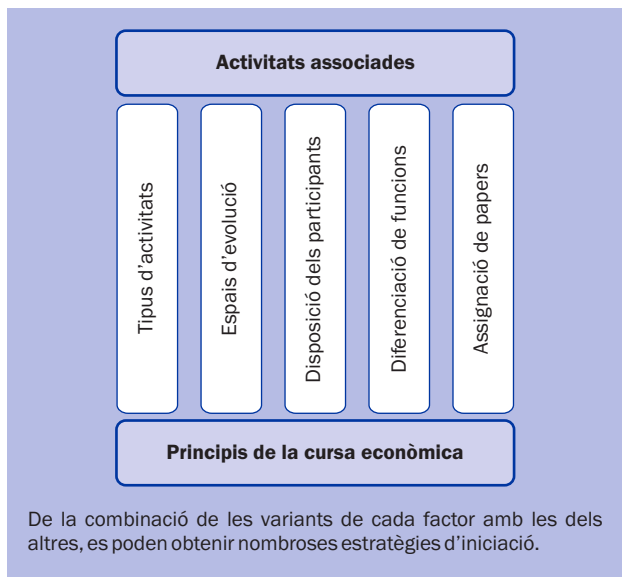 Activitats associades
Tipus d'activitats
Espais d'evolució
Disposició dels participants
Diferenciació de funcions
Assignació de papers
Principis de la cursa econòmica
De la combinació de les variants de cada factor amb les dels
altres, es poden obtenir nombroses estratègies d'iniciació.